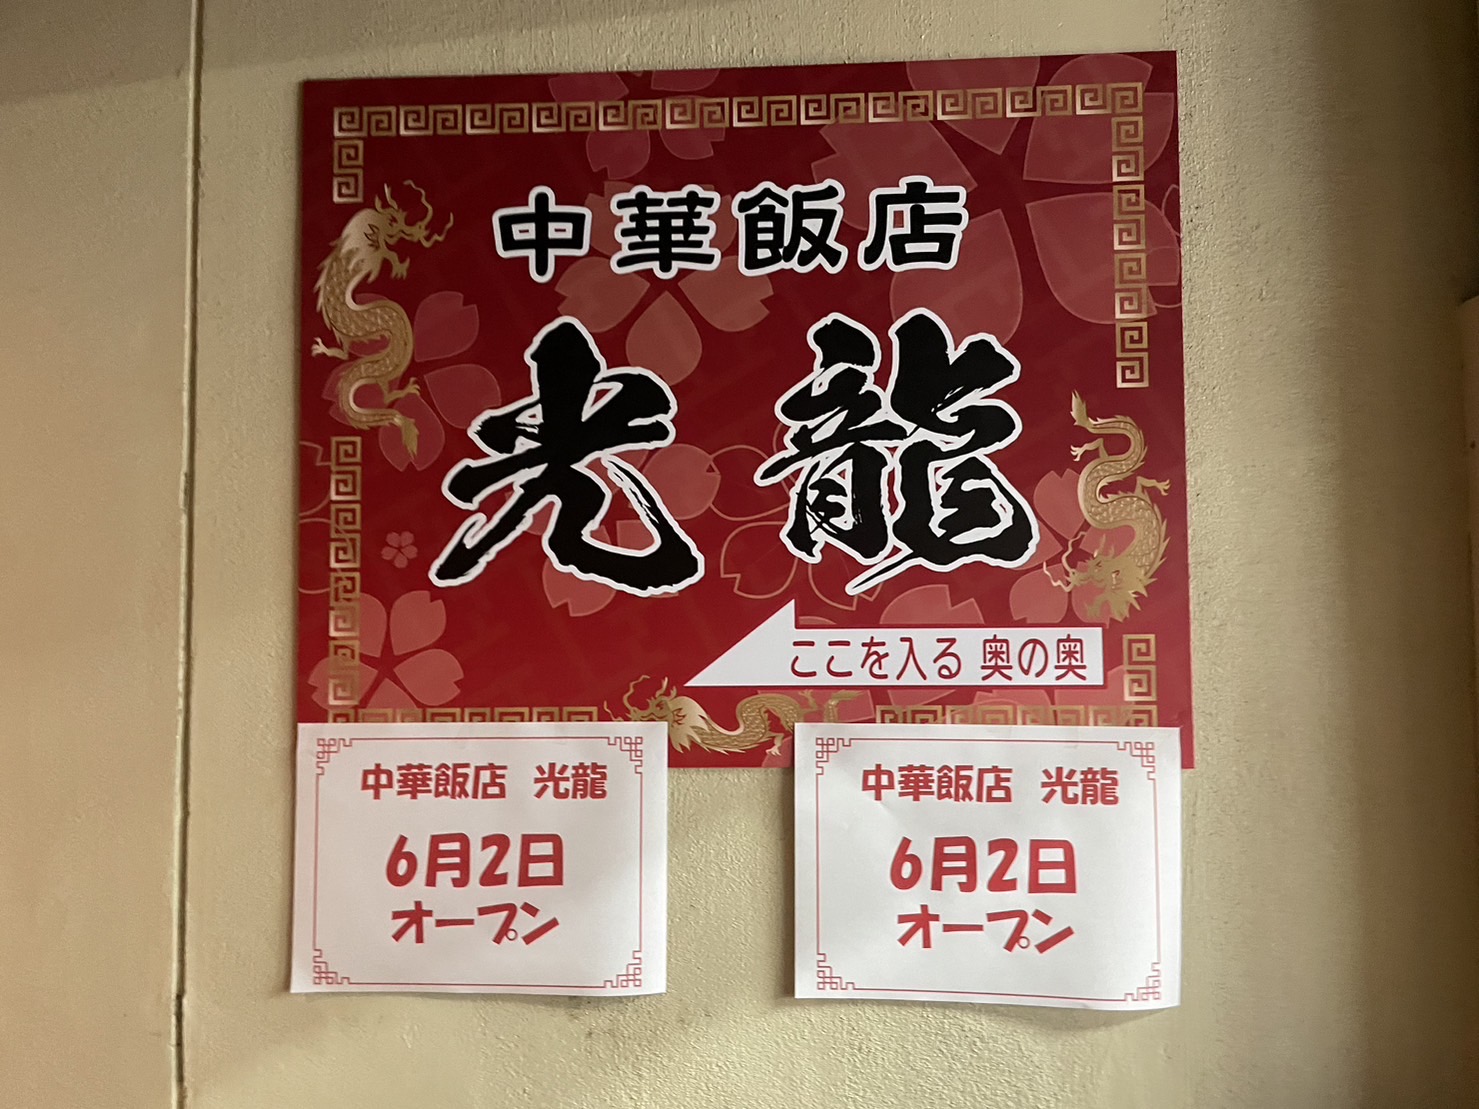 中華飯店
光龍
ここを入る 奥の奥
中華飯店 光龍
6月2日
オープン
中華飯店 光龍
6月2日
オープン